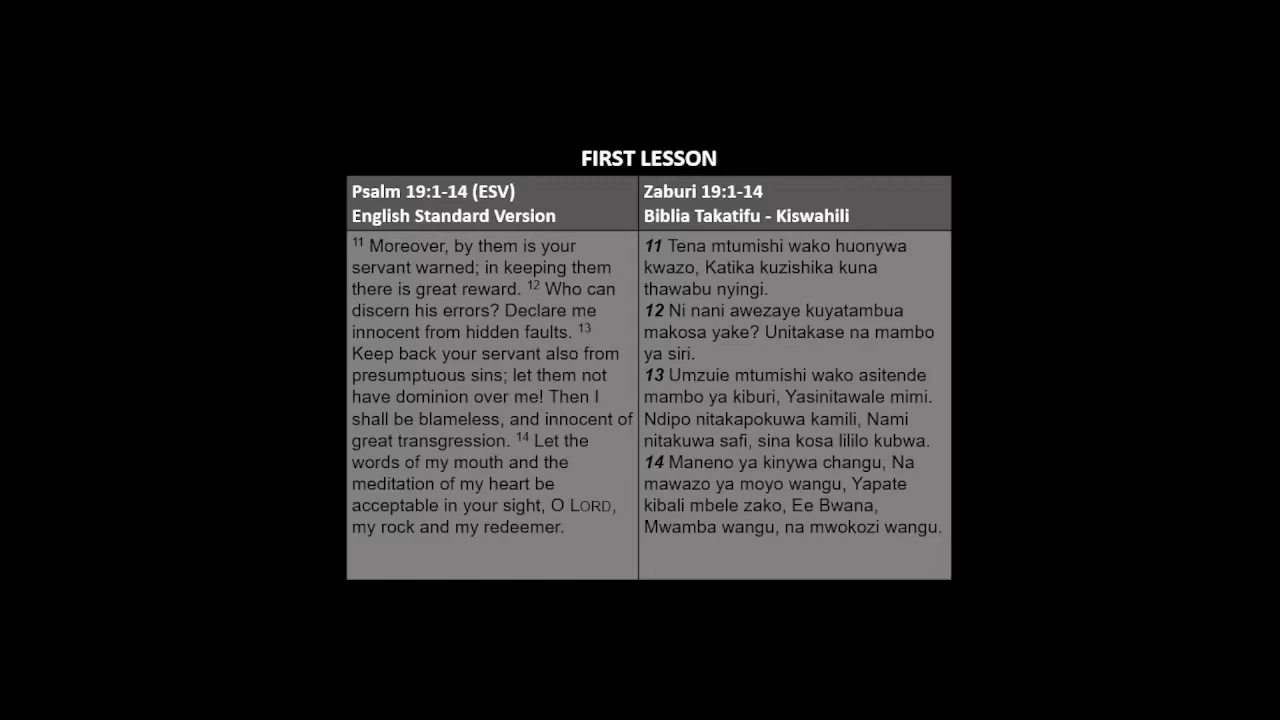 FIRST LESSON
Psalm 19:1-14 (ESV)
English Standard Version
11 Moreover, by them is your
servant warned; in keeping them
there is great reward. 12 Who can
discern his errors? Declare me
innocent from hidden faults. 13
Keep back your servant also from
presumptuous sins; let them not
have dominion over me! Then I
shall be blameless, and innocent of
great transgression. 14 Let the
words of my mouth and the
meditation of my heart be
acceptable in your sight, O LORD,
my rock and my redeemer.
Zaburi 19:1-14
Biblia Takatifu - Kiswahili
11 Tena mtumishi wako huonywa
kwazo, Katika kuzishika kuna
thawabu nyingi.
12 Ni nani awezaye kuyatambua
makosa yake? Unitakase na mambo
ya siri.
13 Umzuie mtumishi wako asitende
mambo ya kiburi, Yasinitawale mimi.
Ndipo nitakapokuwa kamili, Nami
nitakuwa safi, sina kosa lililo kubwa.
14 Maneno ya kinywa changu, Na
mawazo ya moyo wangu, Yapate
kibali mbele zako, Ee Bwana,
Mwamba wangu, na mwokozi wangu.